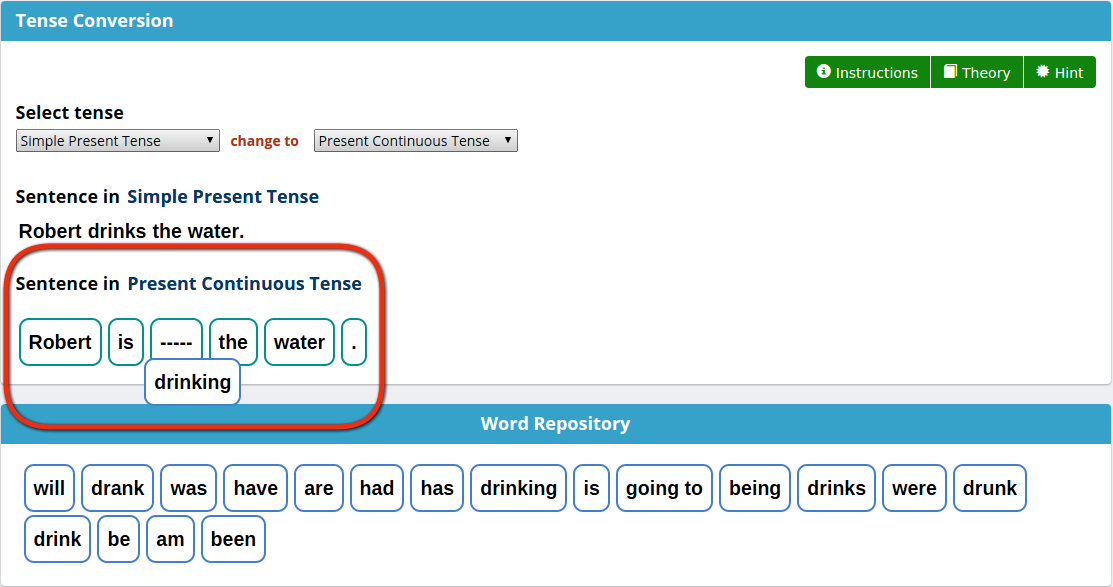 Tense Conversion
Instructions Theory Hint
Select tense
Simple Present Tense change to Present Continuous Tense
Sentence in Simple Present Tense
Robert drinks the water.
Sentence in Present Continuous Tense
Robert is ----- the water .
drinking
Word Repository
will drank was have are had has drinking is going to being drinks were drunk
drink be am been